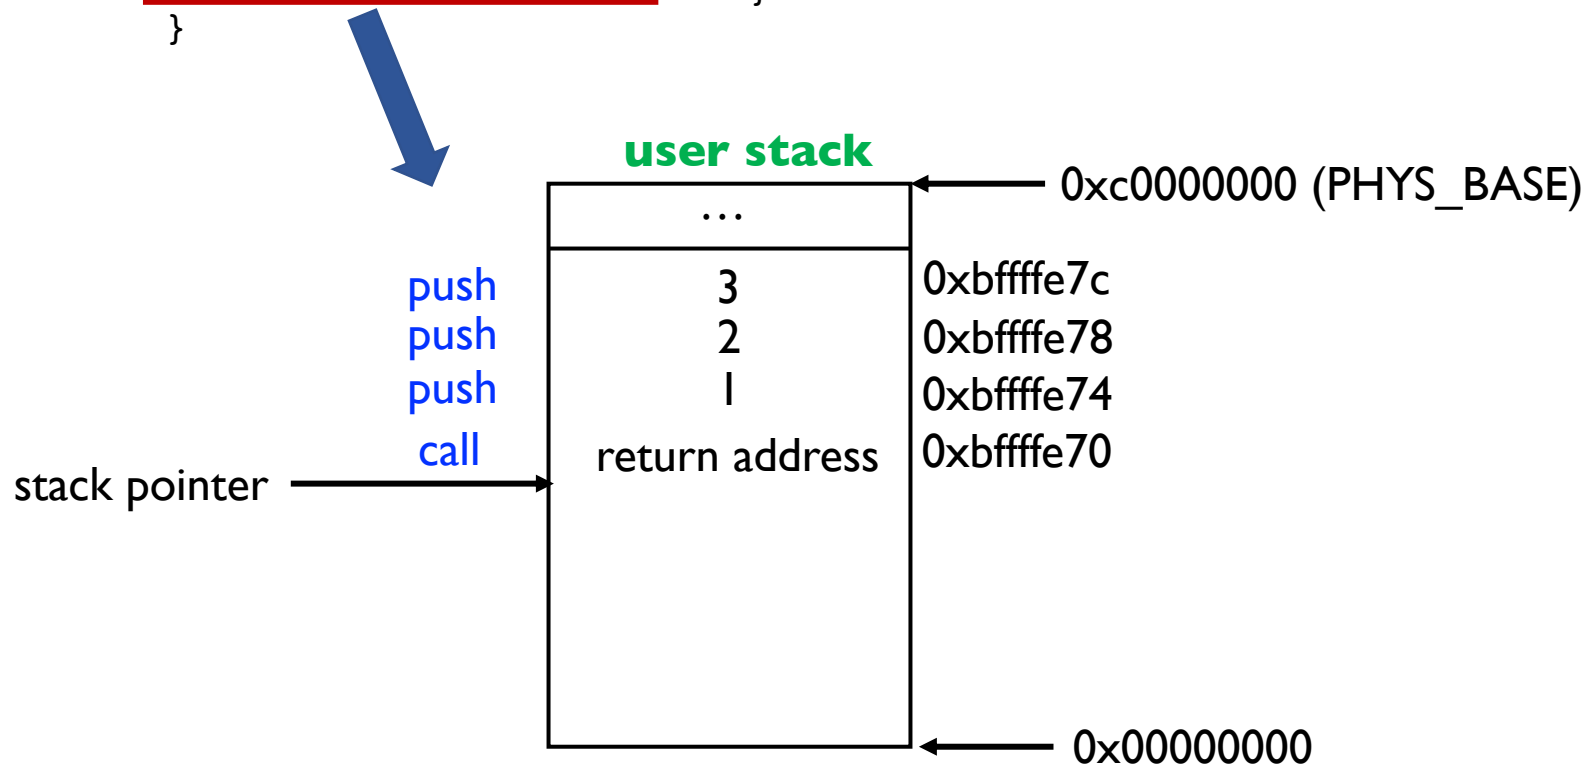 }
user stack
0xc0000000 (PHYS_BASE)
...
push 3 0xbffffe7c
push 2 0xbffffe78
push 1 0xbffffe74
call return address 0xbffffe70
stack pointer
0x00000000